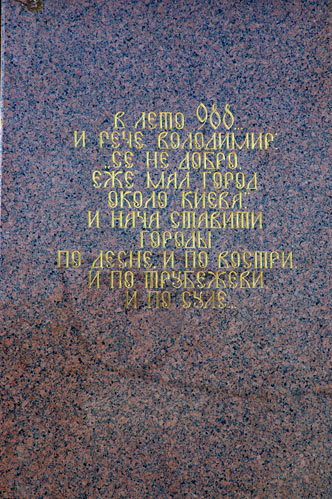 В ЛЕТО 988...
И РЕЧЕ ВОЛОДИМИР:
"...СЕ НЕ ДОБРО,
ЕЖЕ МАЛ ГОРОД
ОКОЛО КИЕВА".
И НАЧА СТАВИТИ
ГОРОДЫ
ПО ДЕСНЕ, И ПО ВОСТРИ,
И ПО ТРУБЕЖЕВИ,
И ПО СУЛЕ...